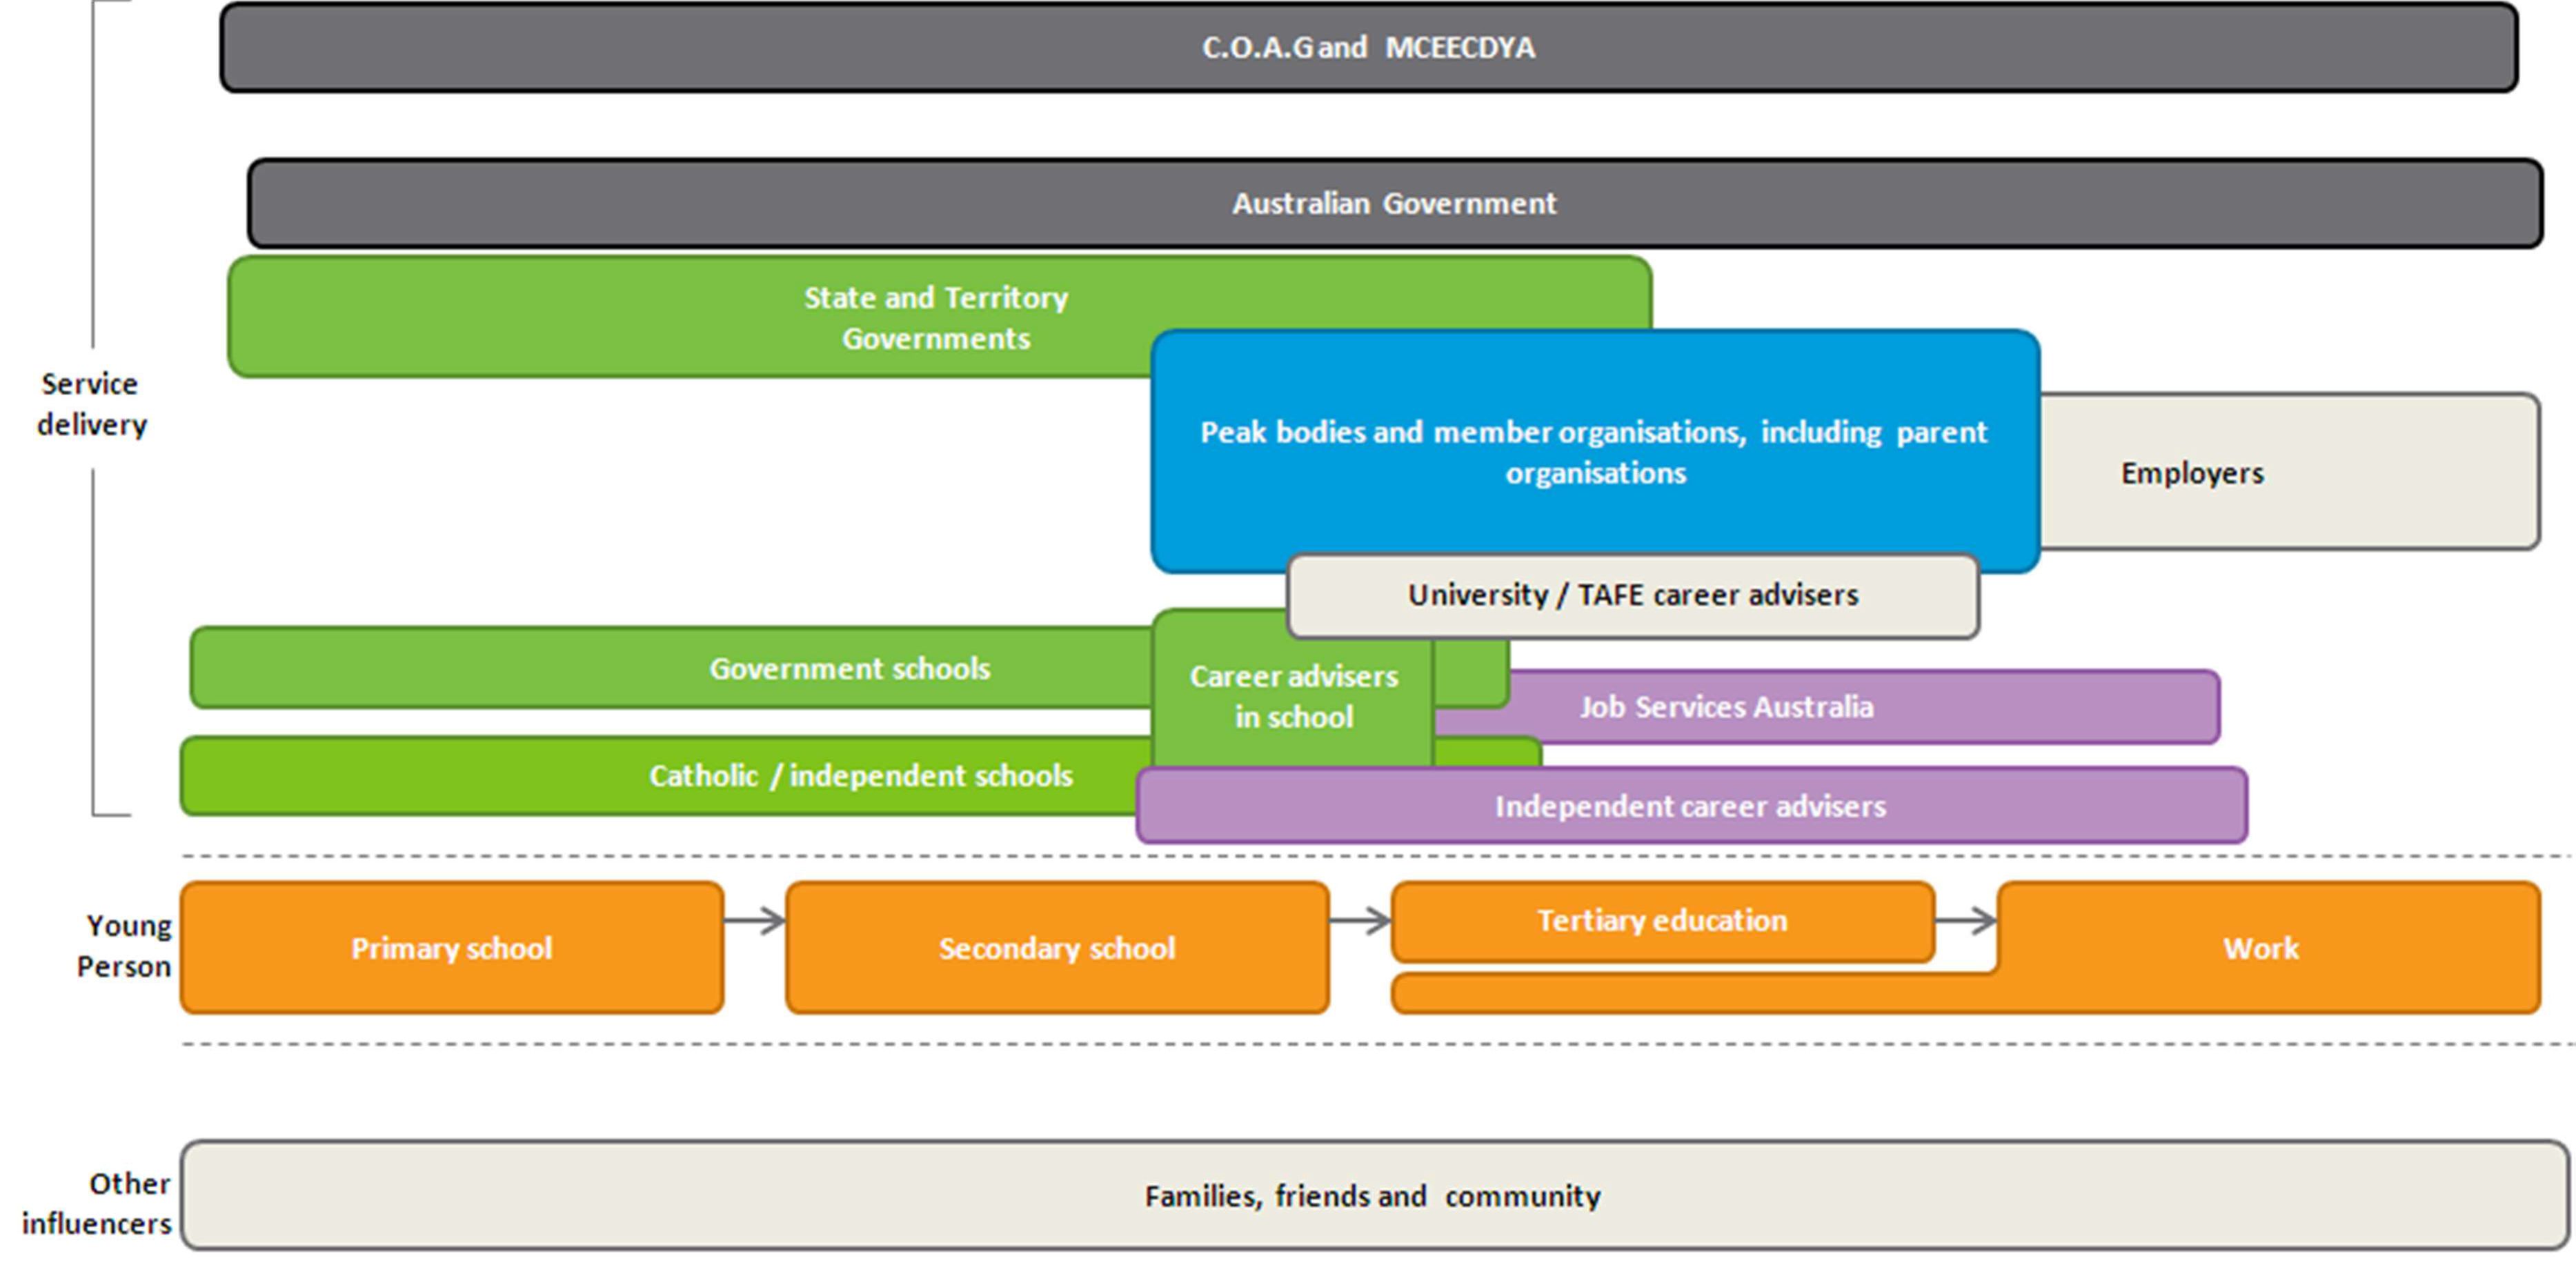 C.O.A.G and MCEECDYA
Australian Government
State and Territory
Governments
Service
delivery
Peak bodies and member organisations, including parent
organisations
Employers
University / TAFE career advisers
Government schools
Career advisers
in school
Job Services Australia
Catholic / independent schools
Independent career advisers
Young
Person
Primary school
Secondary school
Tertiary education
Work
Other
influencers
Families, friends and community